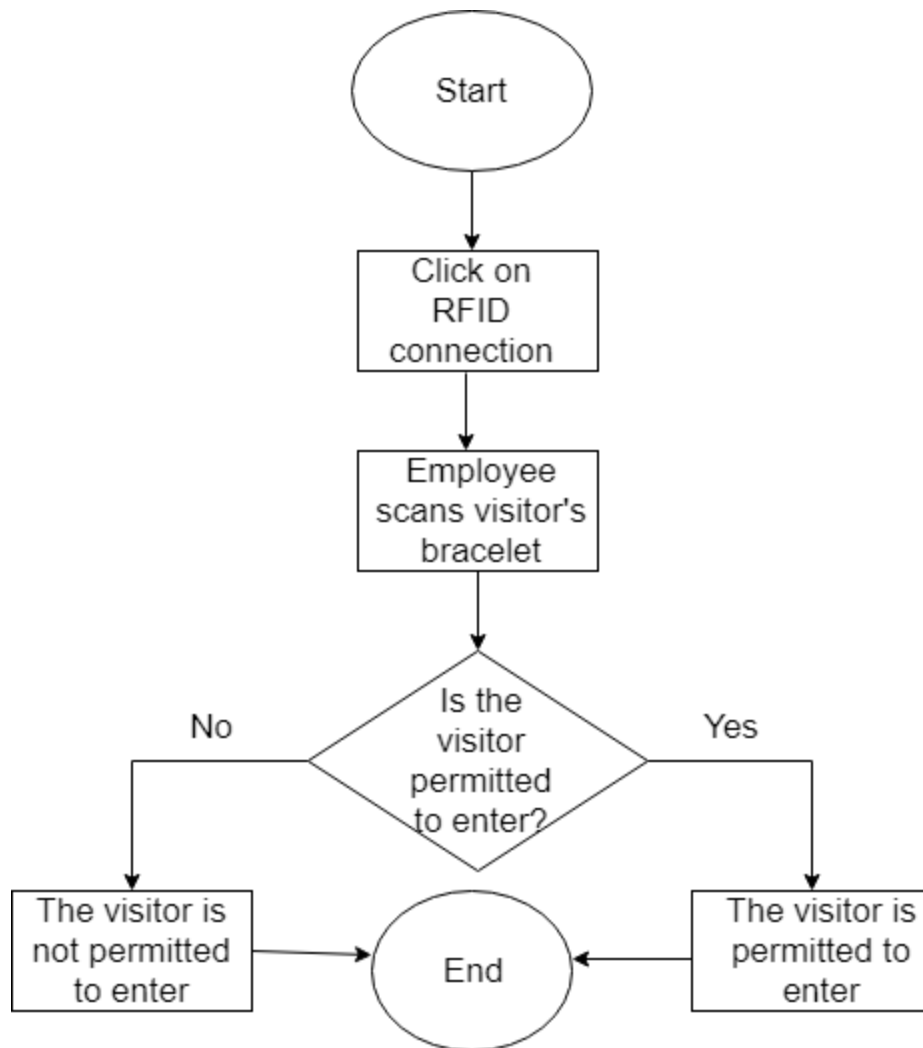 Start
Click on
RFID
connection
Employee
scans visitor's
bracelet
Is the
visitor
permitted
to enter?
No
Yes
The visitor is
not permitted
to enter
End
The visitor is
permitted to
enter